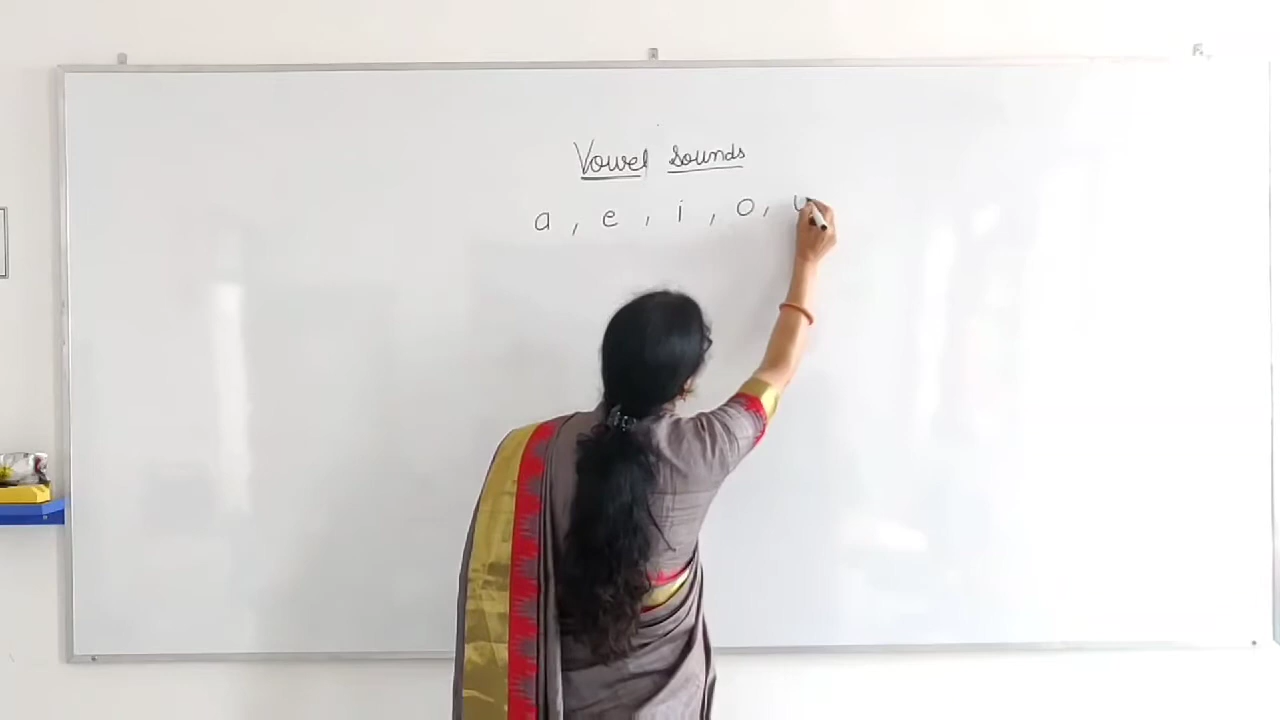 Vowel Sounds
a, e, i, o, u